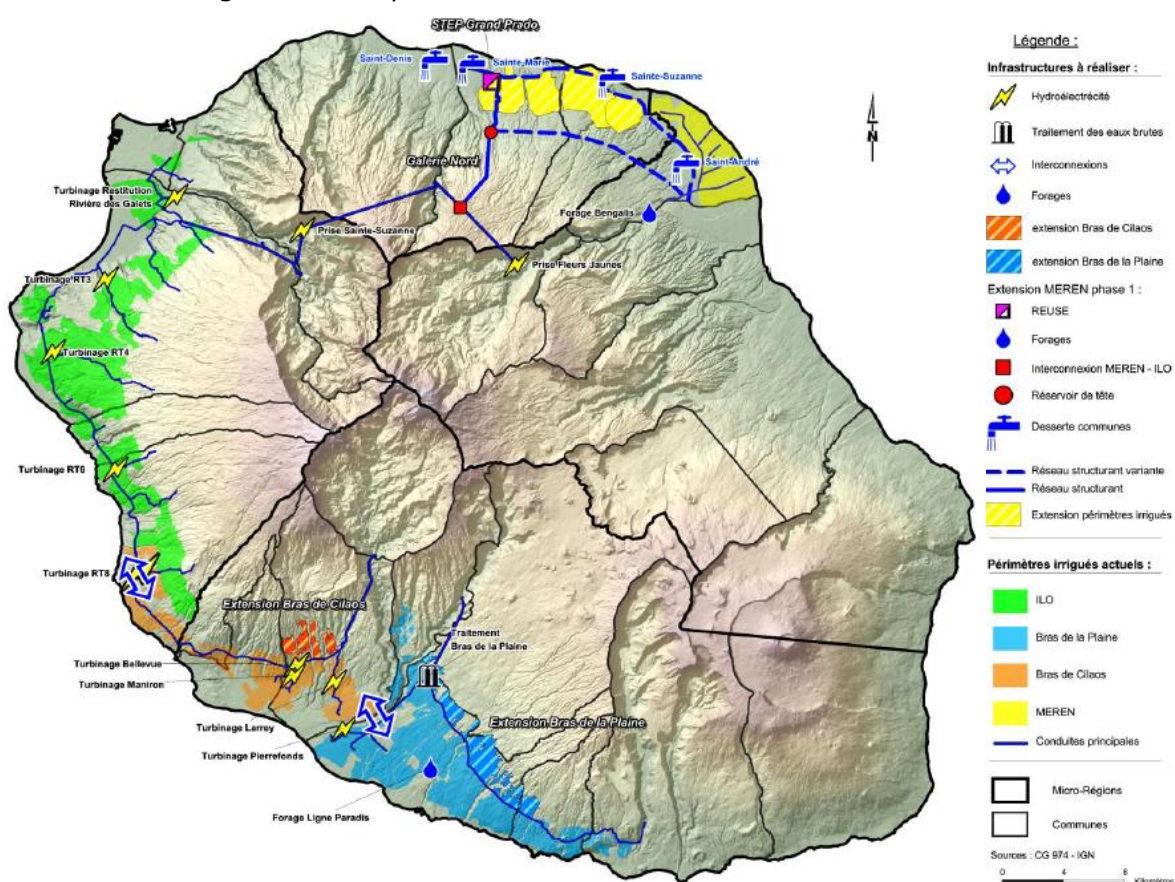 STEP Grand Prado
Saint-Denis
Sainte-Marie
Sainte-Suzanne
Saint-André
Galerie Nord
Forage Bengalis
Turbinage Restitution
Rivière des Galets
Prise Sainte-Suzanne
Prise Fleurs Jaunes
Turbinage RT3
Turbinage RT4
Turbinage RT6
Turbinage RT8
Extension Bras de Cilaos
Traitement
Bras de la Plaine
Turbinage Bellevue
Turbinage Maniron
Turbinage Larrey
Turbinage Pierrefonds
Extension Bras de la Plaine
Forage Ligne Paradis
N
Légende :
Infrastructures à réaliser :
Hydroélectrécité
Traitement des eaux brutes
Interconnexions
Forages
extension Bras de Cilaos
extension Bras de la Plaine
Extension MEREN phase 1 :
REUSE
Forages
Interconnexion MEREN - ILO
Réservoir de tête
Desserte communes
Réseau structurant variante
Réseau structurant
Extension périmètres irrigués
Périmètres irrigués actuels :
ILO
Bras de la Plaine
Bras de Cilaos
MEREN
Conduites principales
Micro-Régions
Communes
Sources : CG 974 - IGN
0 4 8
Kilomètres